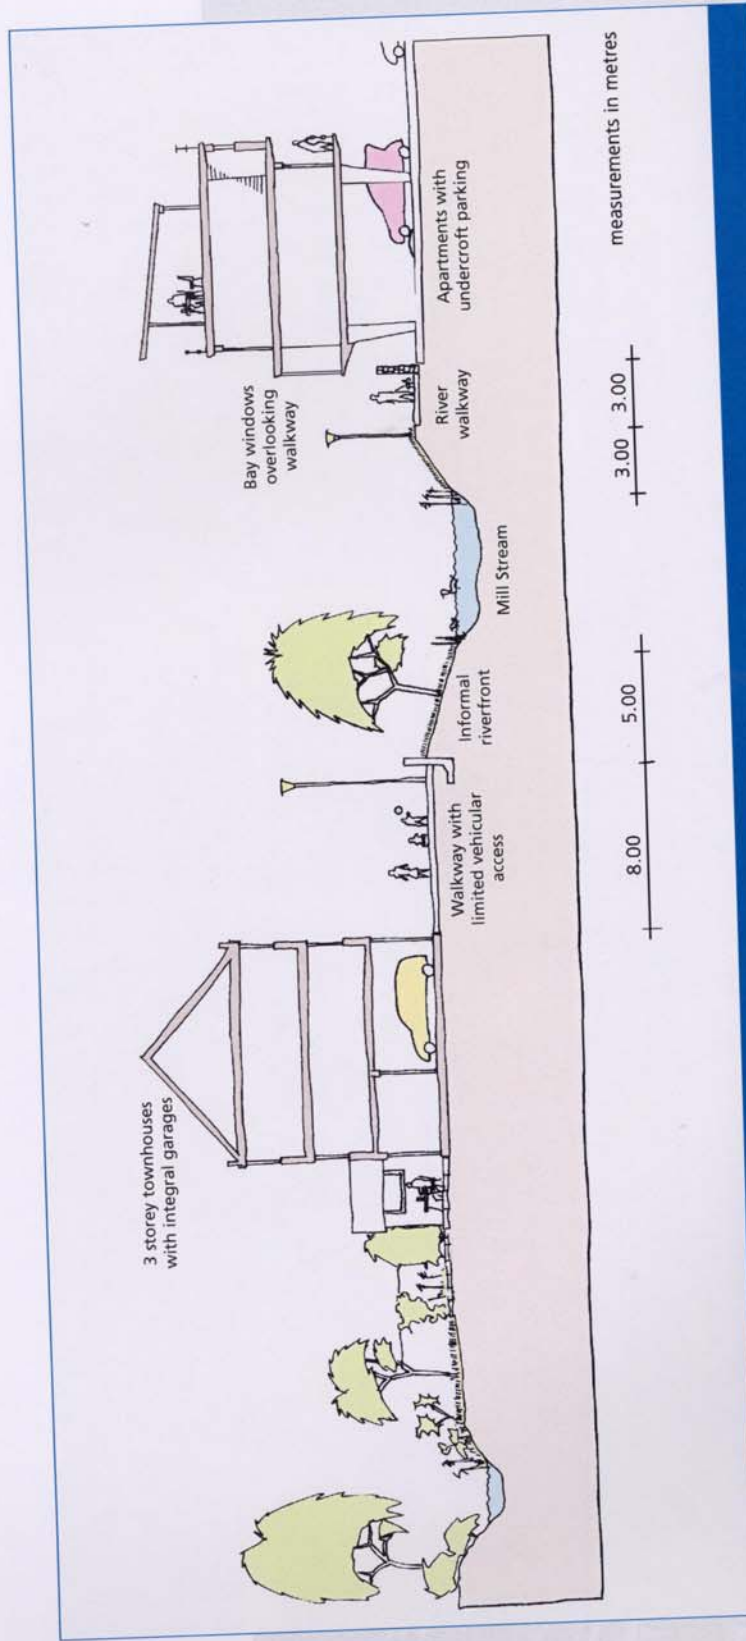 3 storey townhouses
with integral garages
Walkway with
limited vehicular
access
Informal
riverfront
Mill Stream
Bay windows
overlooking
walkway
River
walkway
Apartments with
undercroft parking
8.00
5.00
3.00
3.00
measurements in metres